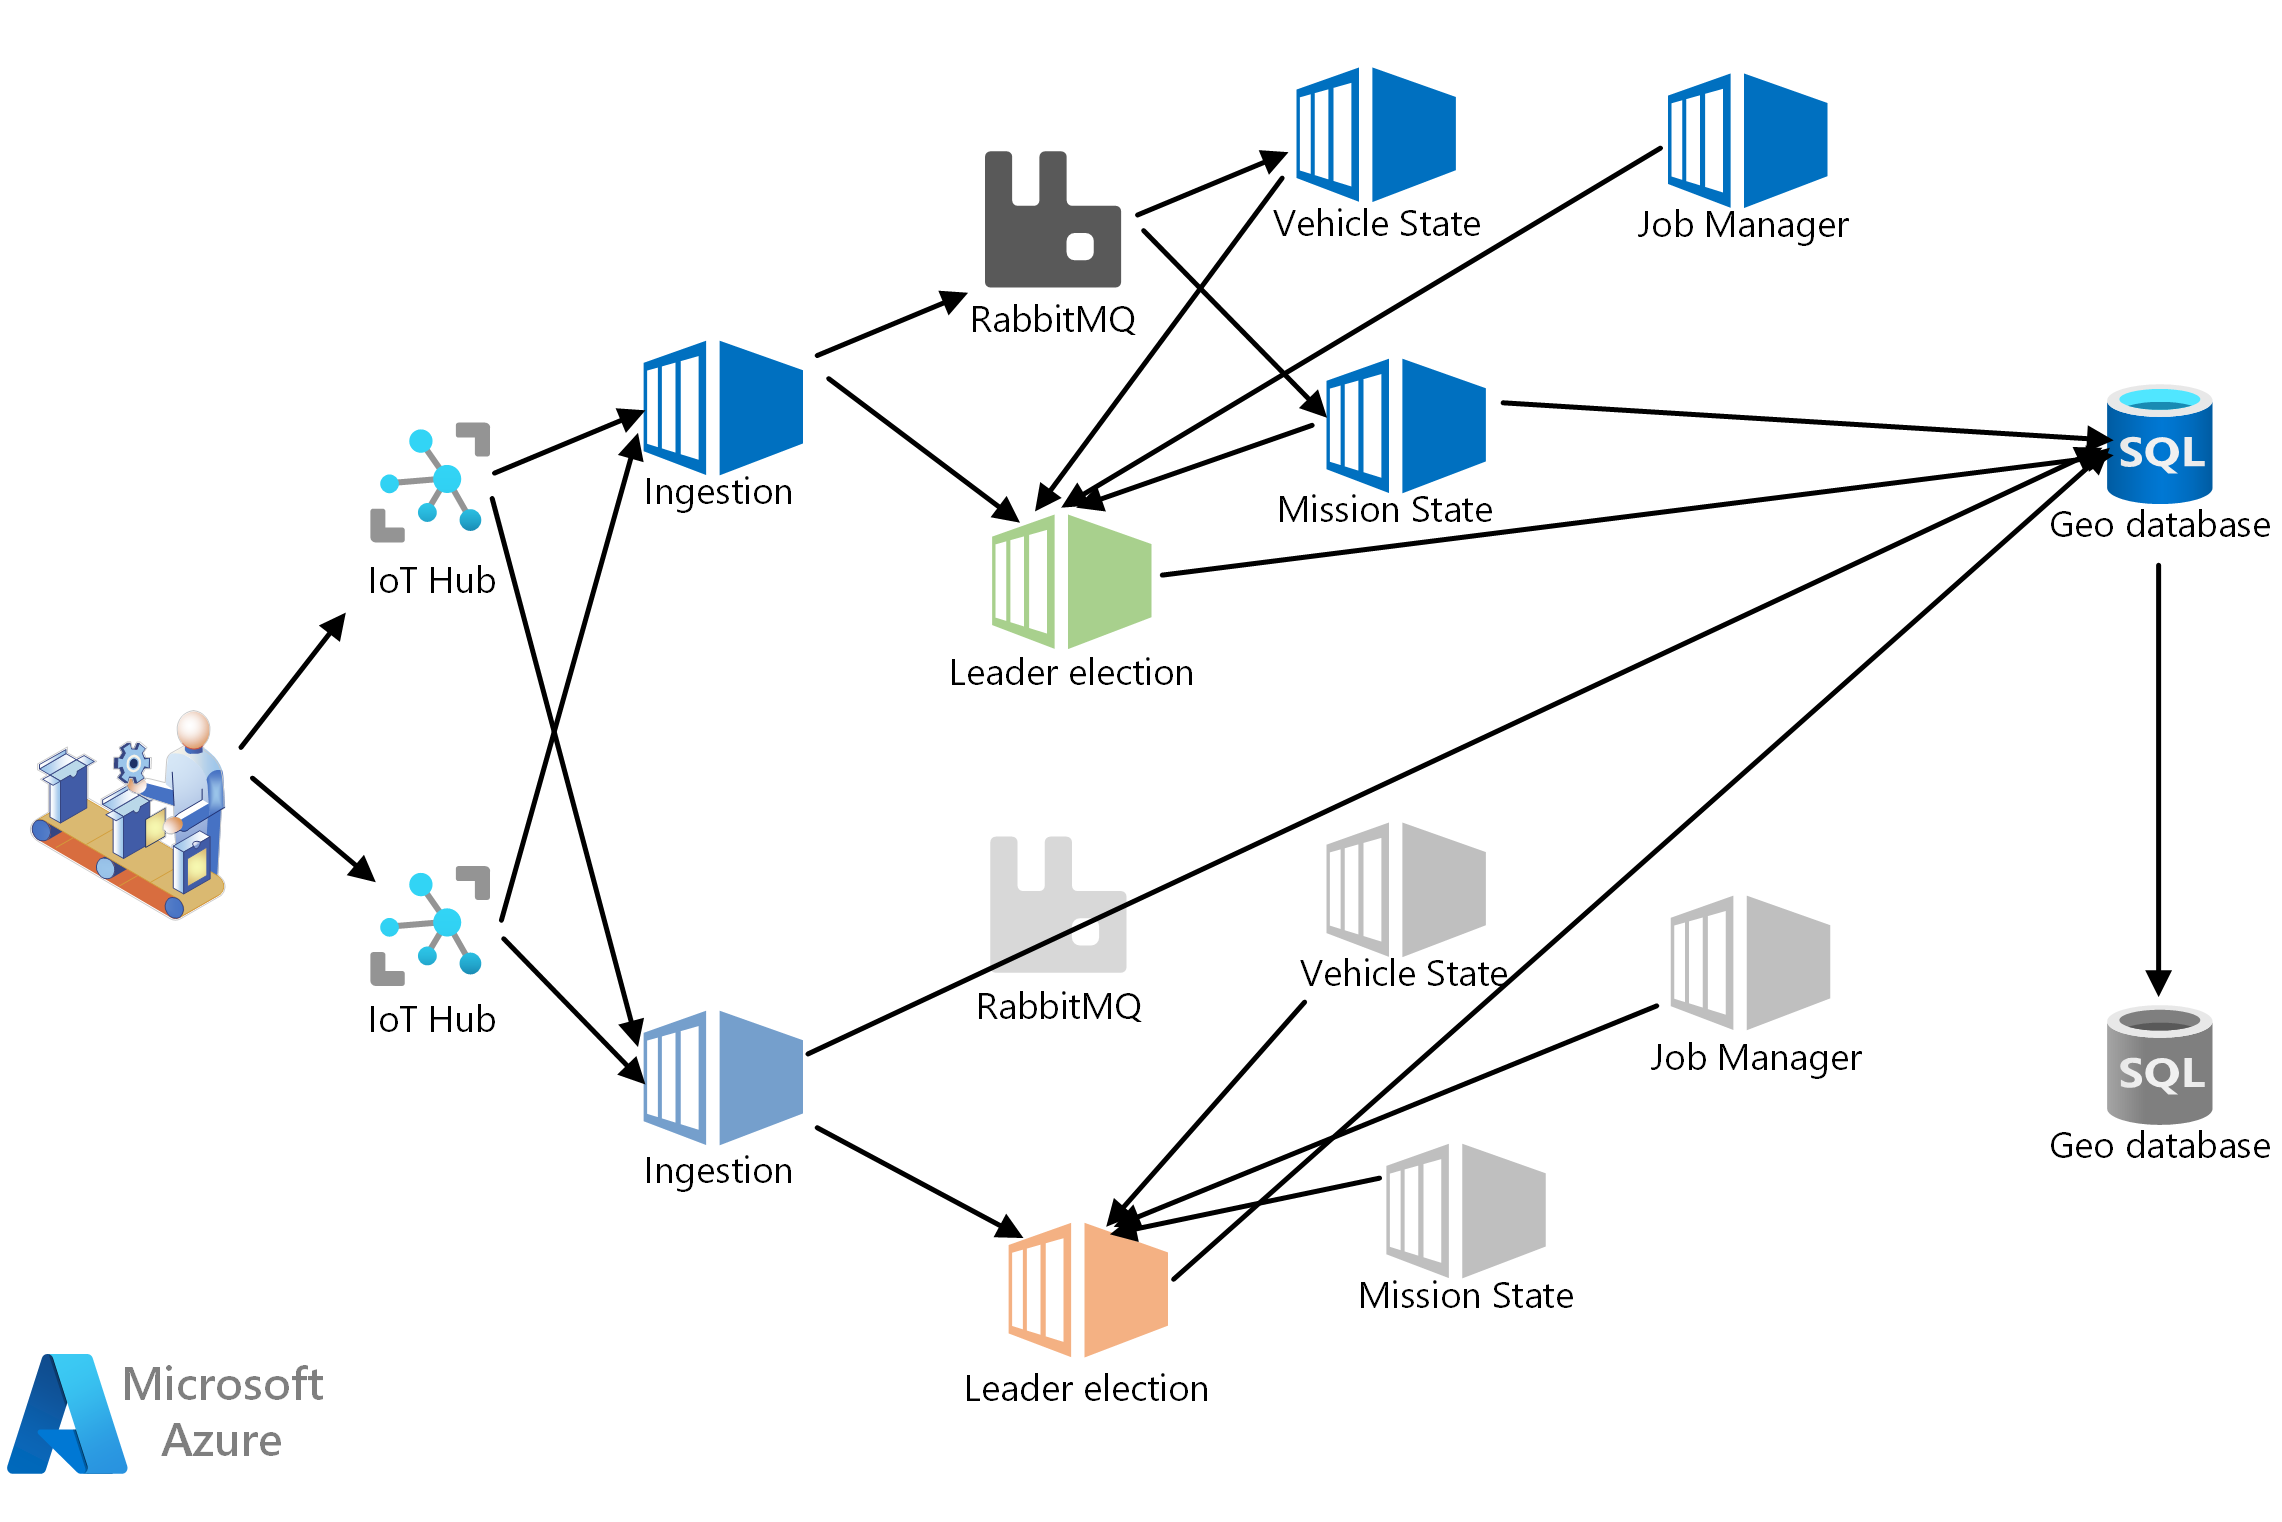 Vehicle State
Job Manager
RabbitMQ
Ingestion
Mission State
SQL
Geo database
IoT Hub
Leader election
Vehicle State
RabbitMQ
IoT Hub
Job Manager
SQL
Geo database
Ingestion
Mission State
Leader election
Microsoft
Azure